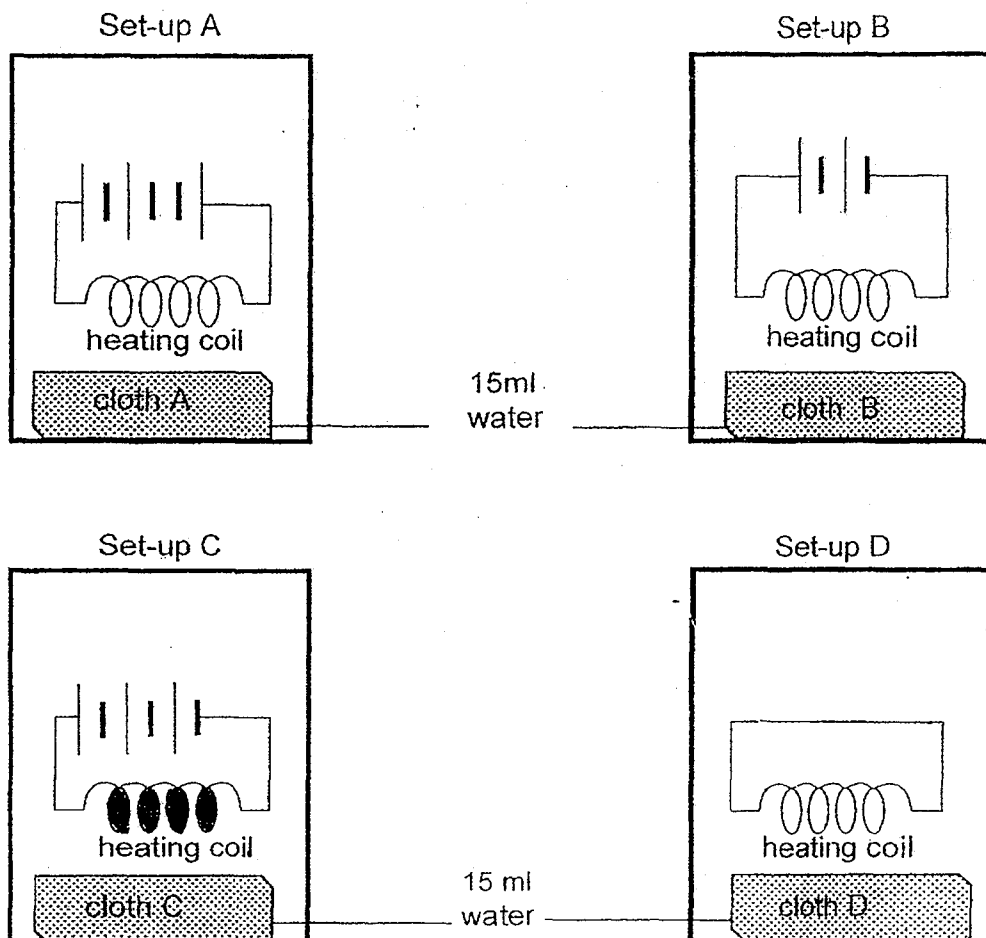 Set-up A
Set-up B
heating coil
heating coil
cloth A
15ml
water
cloth B
Set-up C
Set-up D
heating coil
heating coil
cloth C
15 ml
water
cloth D